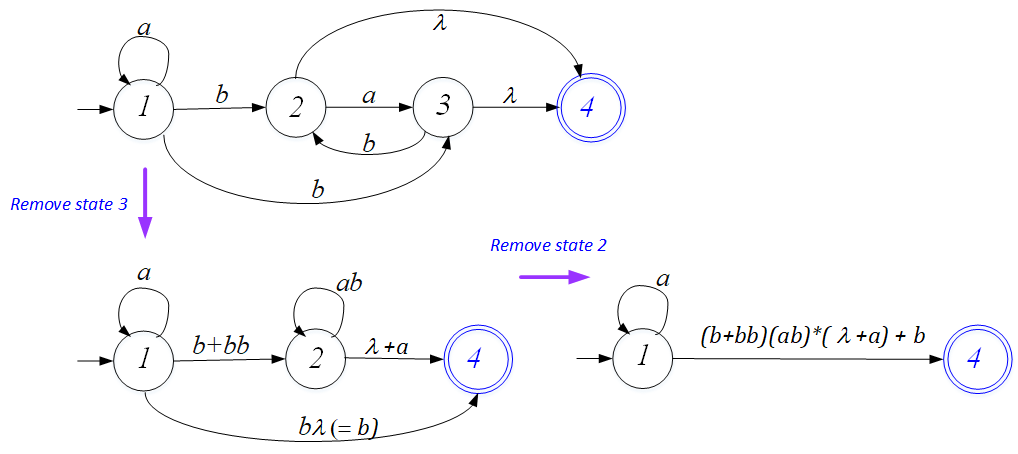 a
λ
1
b
2
a
3
λ
4
b
b
Remove state 3
Remove state 2
a
1
b+bb
ab
2
λ +a
4
bλ (= b)
a
1
(b+bb)(ab)*( λ +a) + b
4